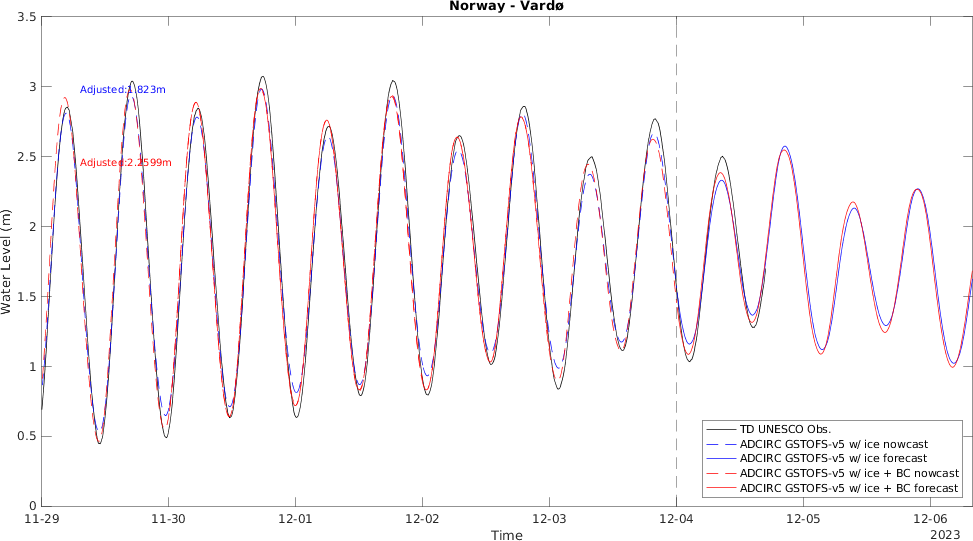 Norway - Vardø
3.5
3
2.5
2
1.5
1
0.5
0
Water Level (m)
Adjusted:1.823m
Adjusted:2.2599m
TD UNESCO Obs.
ADCIRC GSTOFS-v5 w/ ice nowcast
ADCIRC GSTOFS-v5 w/ ice forecast
ADCIRC GSTOFS-v5 w/ ice + BC nowcast
ADCIRC GSTOFS-v5 w/ ice + BC forecast
11-29 11-30 12-01 12-02 12-03 12-04 12-05 12-06
Time
2023